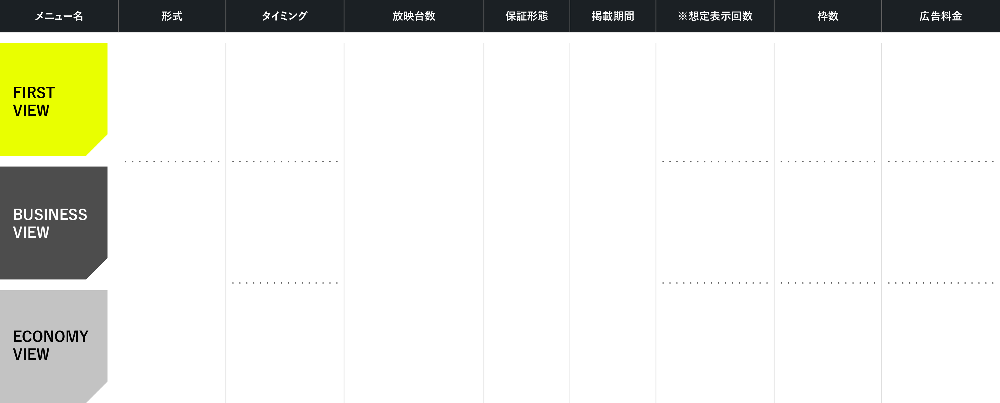 メニュー名 形式 タイミング 放映台数 保証形態 掲載期間 ※想定表示回数 枠数 広告料金
FIRST
VIEW
BUSINESS
VIEW
ECONOMY
VIEW